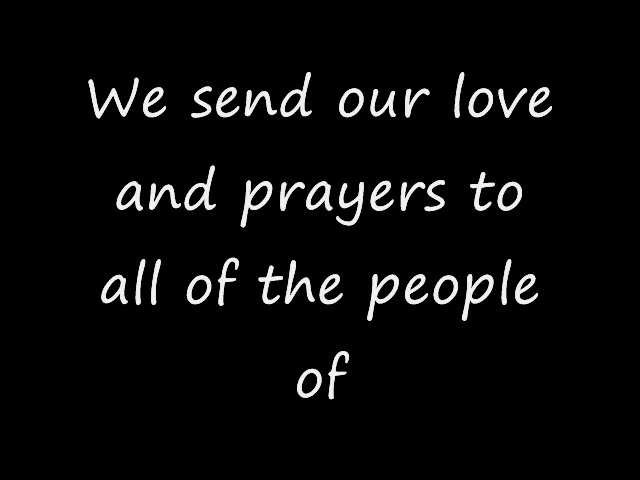 We send our love
and prayers to
all of the people
of